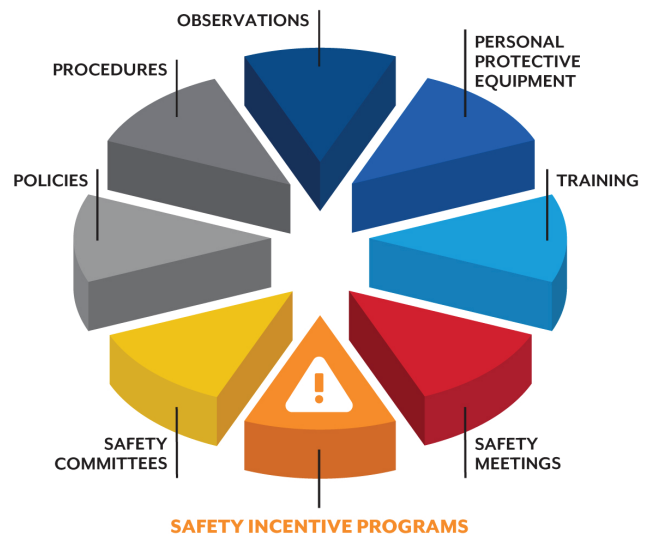 OBSERVATIONS
PERSONAL
PROTECTIVE
EQUIPMENT
PROCEDURES
POLICIES
TRAINING
SAFETY
COMMITTEES
SAFETY
MEETINGS
!
SAFETY INCENTIVE PROGRAMS